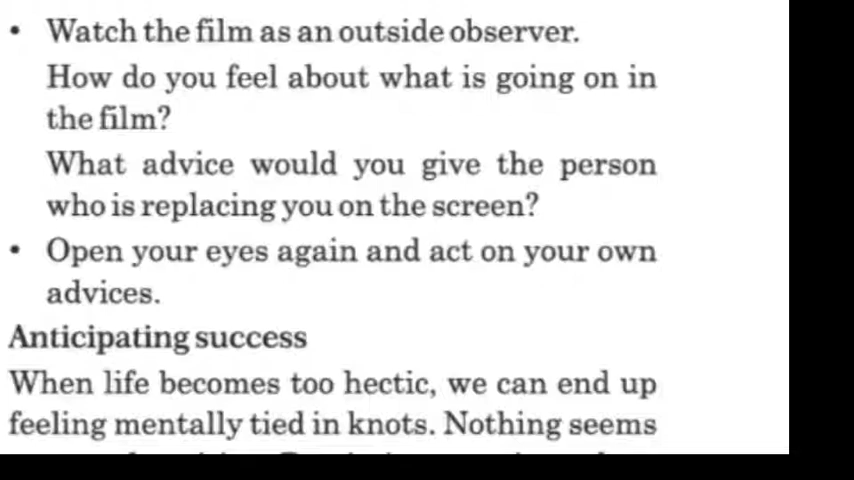 • Watch the film as an outside observer.
How do you feel about what is going on in
the film?
What advice would you give the person
who is replacing you on the screen?
• Open your eyes again and act on your own
advices.
Anticipating success
When life becomes too hectic, we can end up
feeling mentally tied in knots. Nothing seems